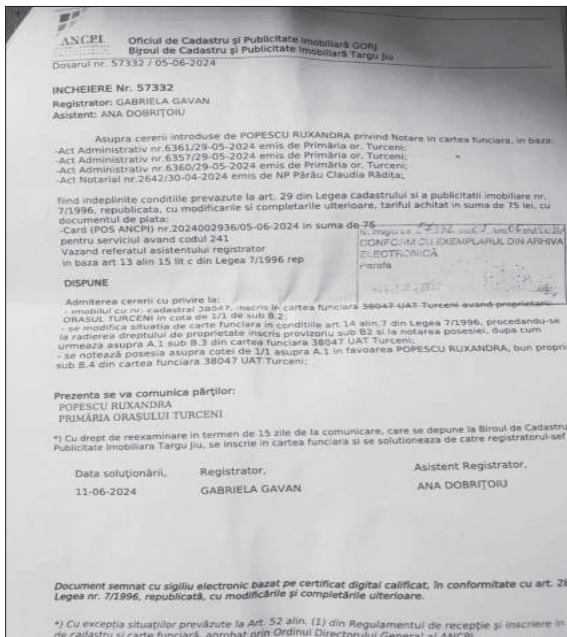 ANCPI
Oficiul de Cadastru și Publicitate Imobiliară GORJ
Biroul de Cadastru și Publicitate Imobiliară Targu Jiu
Dosarul nr. 57332 / 05-06-2024
INCHEIERE Nr. 57332
Registrator: GABRIELA GAVAN
Asistent: ANA DOBRIȚOIU
Asupra cererii introduse de POPESCU RUXANDRA privind Notare in cartea funciara, in baza:
-Act Administrativ nr.6361/29-05-2024 emis de Primăria or. Turceni;
-Act Administrativ nr.6357/29-05-2024 emis de Primăria or. Turceni;
-Act Administrativ nr.6360/29-05-2024 emis de Primăria or. Turceni;
-Act Notarial nr.2642/30-04-2024 emis de NP Părău Claudia Rădița;
fiind indeplinite conditiile prevazute la art. 29 din Legea cadastrului si a publicitatii imobiliare nr.
7/1996, republicata, cu modificarile si completarile ulterioare, tariful achitat in suma de 75 lei, cu
documentul de plata:
-Card (POS ANCPI) nr.2024002936/05-06-2024 in suma de 75
pentru serviciul avand codul 241
Vazand referatul asistentului registrator
in baza art 13 alin 15 lit c din Legea 7/1996 rep
CONFORM CU EXEMPLARUL DIN ARHIVA
ELECTRONICĂ
Parafa
DISPUNE
Admiterea cererii cu privire la:
- imobilul cu nr. cadastral 38047, inscris in cartea funciara 38047 UAT Turceni avand proprietarii:
ORASUL TURCENI in cota de 1/1 de sub B.2;
- se modifica situatia de carte funciara in conditiile art.14 alin.7 din Legea 7/1996, procedandu-se
la radierea dreptului de proprietate inscris provizoriu sub B2 si la notarea posesiei, dupa cum
urmeaza asupra A.1 sub B.3 din cartea funciara 38047 UAT Turceni;
- se notează posesia asupra cotei de 1/1 asupra A.1 in favoarea POPESCU RUXANDRA, bun propri
sub B.4 din cartea funciara 38047 UAT Turceni;
Prezenta se va comunica părților:
POPESCU RUXANDRA
PRIMĂRIA ORAȘULUI TURCENI
*) Cu drept de reexaminare in termen de 15 zile de la comunicare, care se depune la Biroul de Cadastru
Publicitate Imobiliara Targu Jiu, se inscrie in cartea funciara si se solutioneaza de catre registratorul-sef
Data soluționării,
11-06-2024
Registrator,
GABRIELA GAVAN
Asistent Registrator,
ANA DOBRIȚOIU
Document semnat cu sigiliu electronic bazat pe certificat digital calificat, în conformitate cu art. 28
Legea nr. 7/1996, republicată, cu modificările și completările ulterioare.
*) Cu excepția situațiilor prevăzute la Art. 52 alin. (1) din Regulamentul de recepție și înscriere în
de cadastru și carte funciară, aprobat prin Ordinul Directorului General al ANCPI